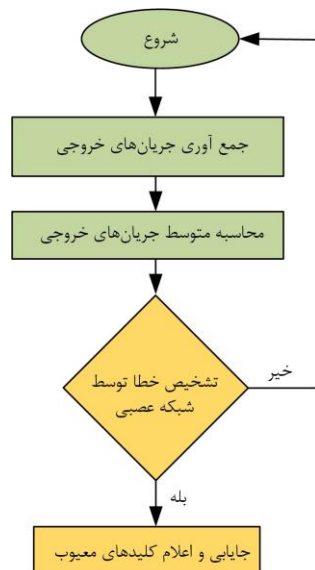 شروع
جمع آوری جریان‌های خروجی
محاسبه متوسط جریان‌های خروجی
تشخیص خطا توسط
شبکه عصبی
خیر
بله
جایابی و اعلام کلیدهای معیوب